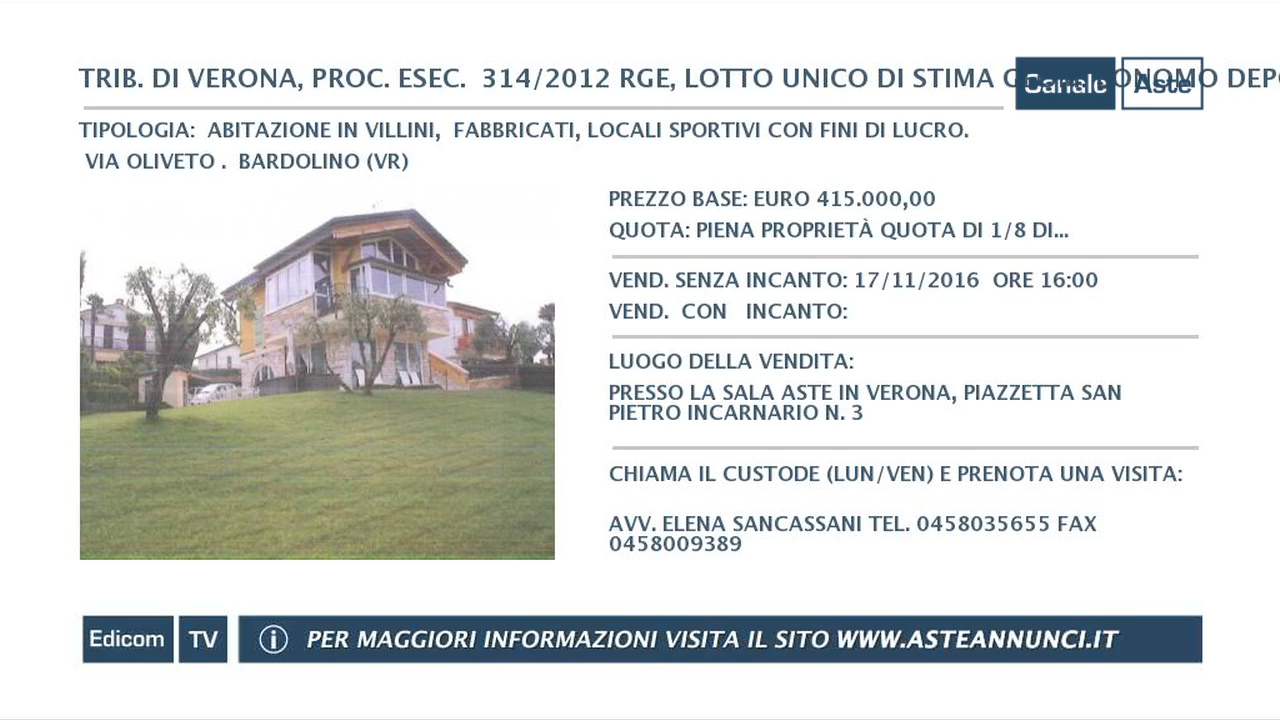 TRIB. DI VERONA, PROC. ESEC. 314/2012 RGE, LOTTO UNICO DI STIMA
Canale Aste
TIPOLOGIA: ABITAZIONE IN VILLINI, FABBRICATI, LOCALI SPORTIVI CON FINI DI LUCRO.
VIA OLIVETO . BARDOLINO (VR)
PREZZO BASE: EURO 415.000,00
QUOTA: PIENA PROPRIETÀ QUOTA DI 1/8 DI...
VEND. SENZA INCANTO: 17/11/2016 ORE 16:00
VEND. CON INCANTO:
LUOGO DELLA VENDITA:
PRESSO LA SALA ASTE IN VERONA, PIAZZETTA SAN
PIETRO INCARNARIO N. 3
CHIAMA IL CUSTODE (LUN/VEN) E PRENOTA UNA VISITA:
AVV. ELENA SANCASSANI TEL. 0458035655 FAX
0458009389
Edicom TV PER MAGGIORI INFORMAZIONI VISITA IL SITO WWW.ASTEANNUNCI.IT